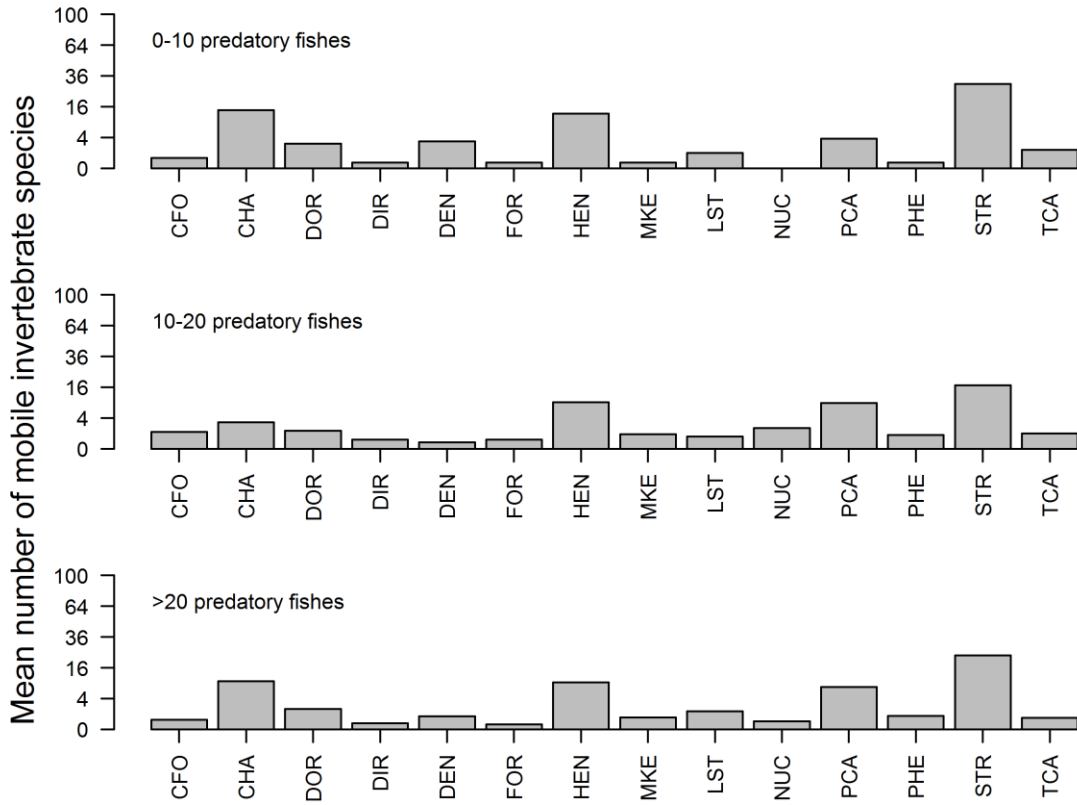 Mean number of mobile invertebrate species
0-10 predatory fishes
100
64
36
16
4
0
CFO CHA DOR DIR DEN FOR HEN MKE LST NUC PCA PHE STR TCA
10-20 predatory fishes
100
64
36
16
4
0
CFO CHA DOR DIR DEN FOR HEN MKE LST NUC PCA PHE STR TCA
>20 predatory fishes
100
64
36
16
4
0
CFO CHA DOR DIR DEN FOR HEN MKE LST NUC PCA PHE STR TCA